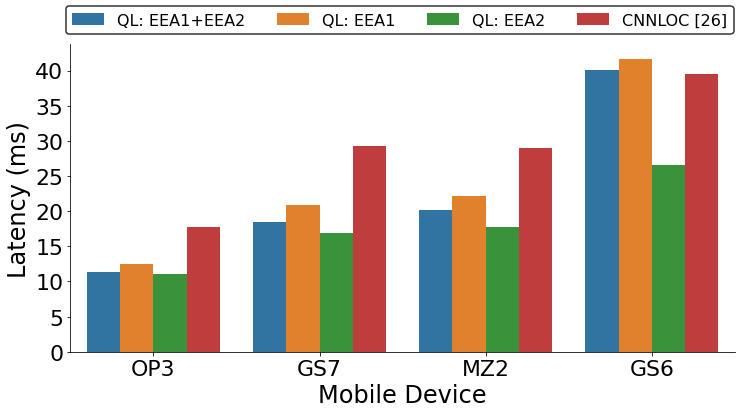 QL: EEA1+EEA2 QL: EEA1 QL: EEA2 CNNLOC [26]
Latency (ms)
40
35
30
25
20
15
10
5
0
OP3 GS7 MZ2 GS6
Mobile Device